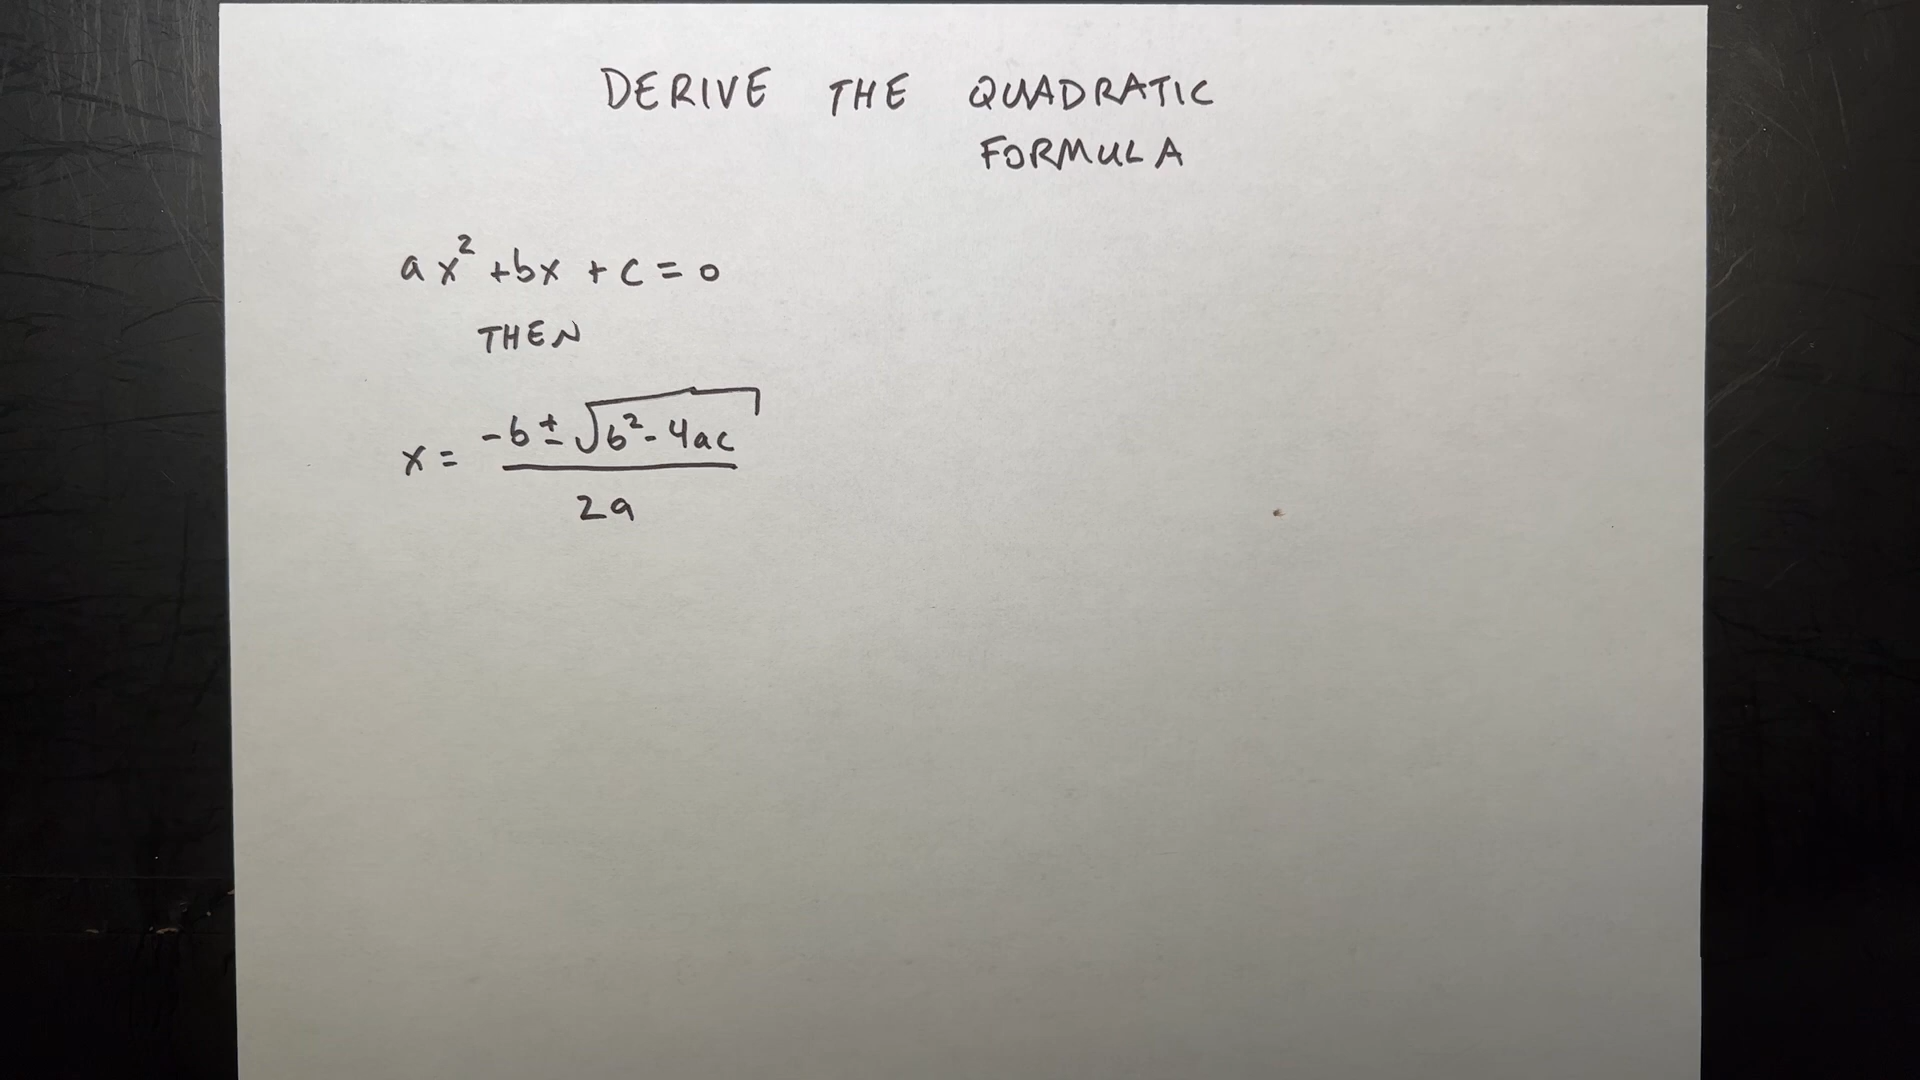 DERIVE THE QUADRATIC
FORMULA
ax² + bx + c = 0
THEN
x = -b ± √b² - 4ac
2a